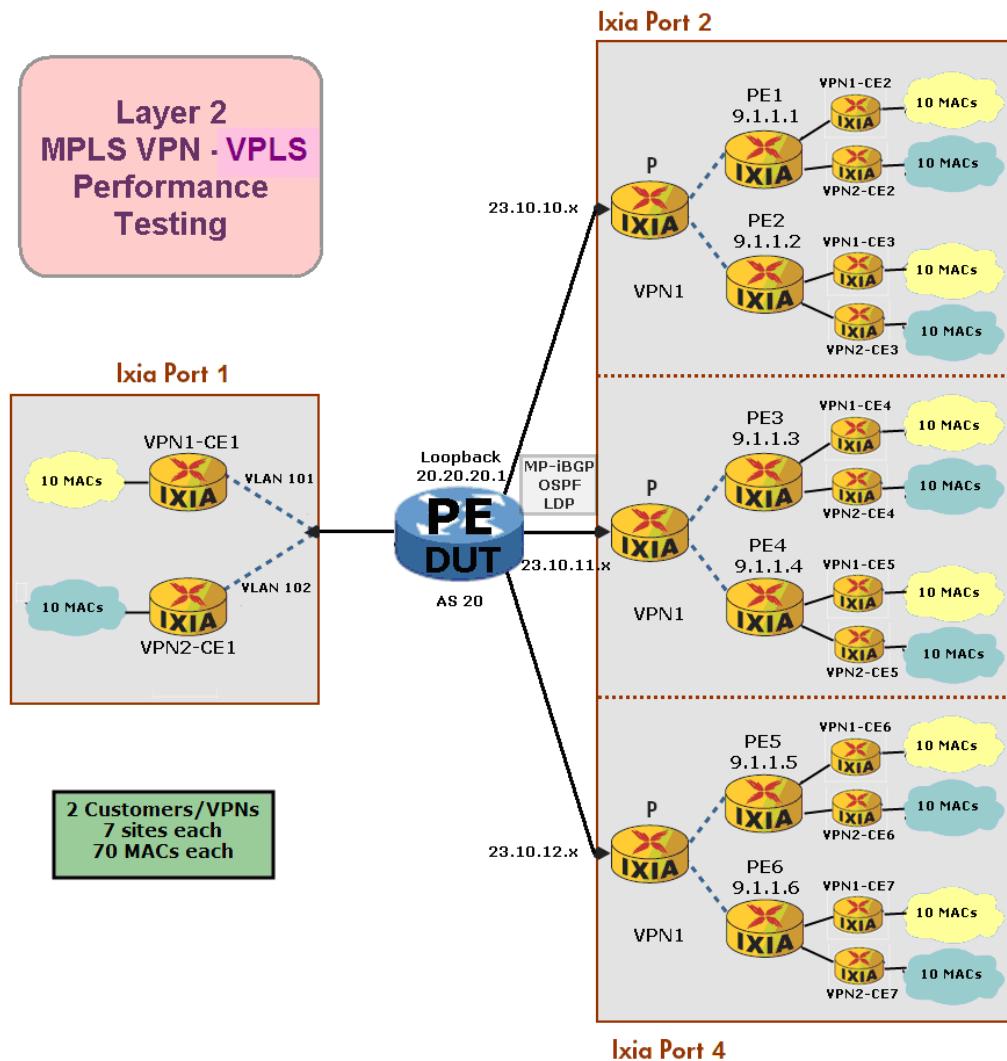 Ixia Port 2
Layer 2
MPLS VPN - VPLS
Performance
Testing
PE1
9.1.1.1
VPN1-CE2
10 MACs
P
IXIA
IXIA
IXIA
IXIA
10 MACs
VPN2-CE2
23.10.10.x
PE2
9.1.1.2
VPN1-CE3
10 MACs
IXIA
IXIA
VPN1
IXIA
10 MACs
VPN2-CE3
Ixia Port 1
VPN1-CE1
10 MACs
IXIA
VLAN 101
10 MACs
IXIA
VLAN 102
VPN2-CE1
Loopback
20.20.20.1
MP-iBGP
OSPF
LDP
PE
DUT
AS 20
23.10.11.x
PE3
9.1.1.3
VPN1-CE4
10 MACs
P
IXIA
IXIA
IXIA
IXIA
10 MACs
VPN2-CE4
PE4
9.1.1.4
VPN1-CE5
10 MACs
IXIA
IXIA
VPN1
IXIA
10 MACs
VPN2-CE5
2 Customers/VPNs
7 sites each
70 MACs each
23.10.12.x
PE5
9.1.1.5
VPN1-CE6
10 MACs
P
IXIA
IXIA
IXIA
IXIA
10 MACs
VPN2-CE6
PE6
9.1.1.6
VPN1-CE7
10 MACs
IXIA
IXIA
VPN1
IXIA
10 MACs
VPN2-CE7
Ixia Port 4